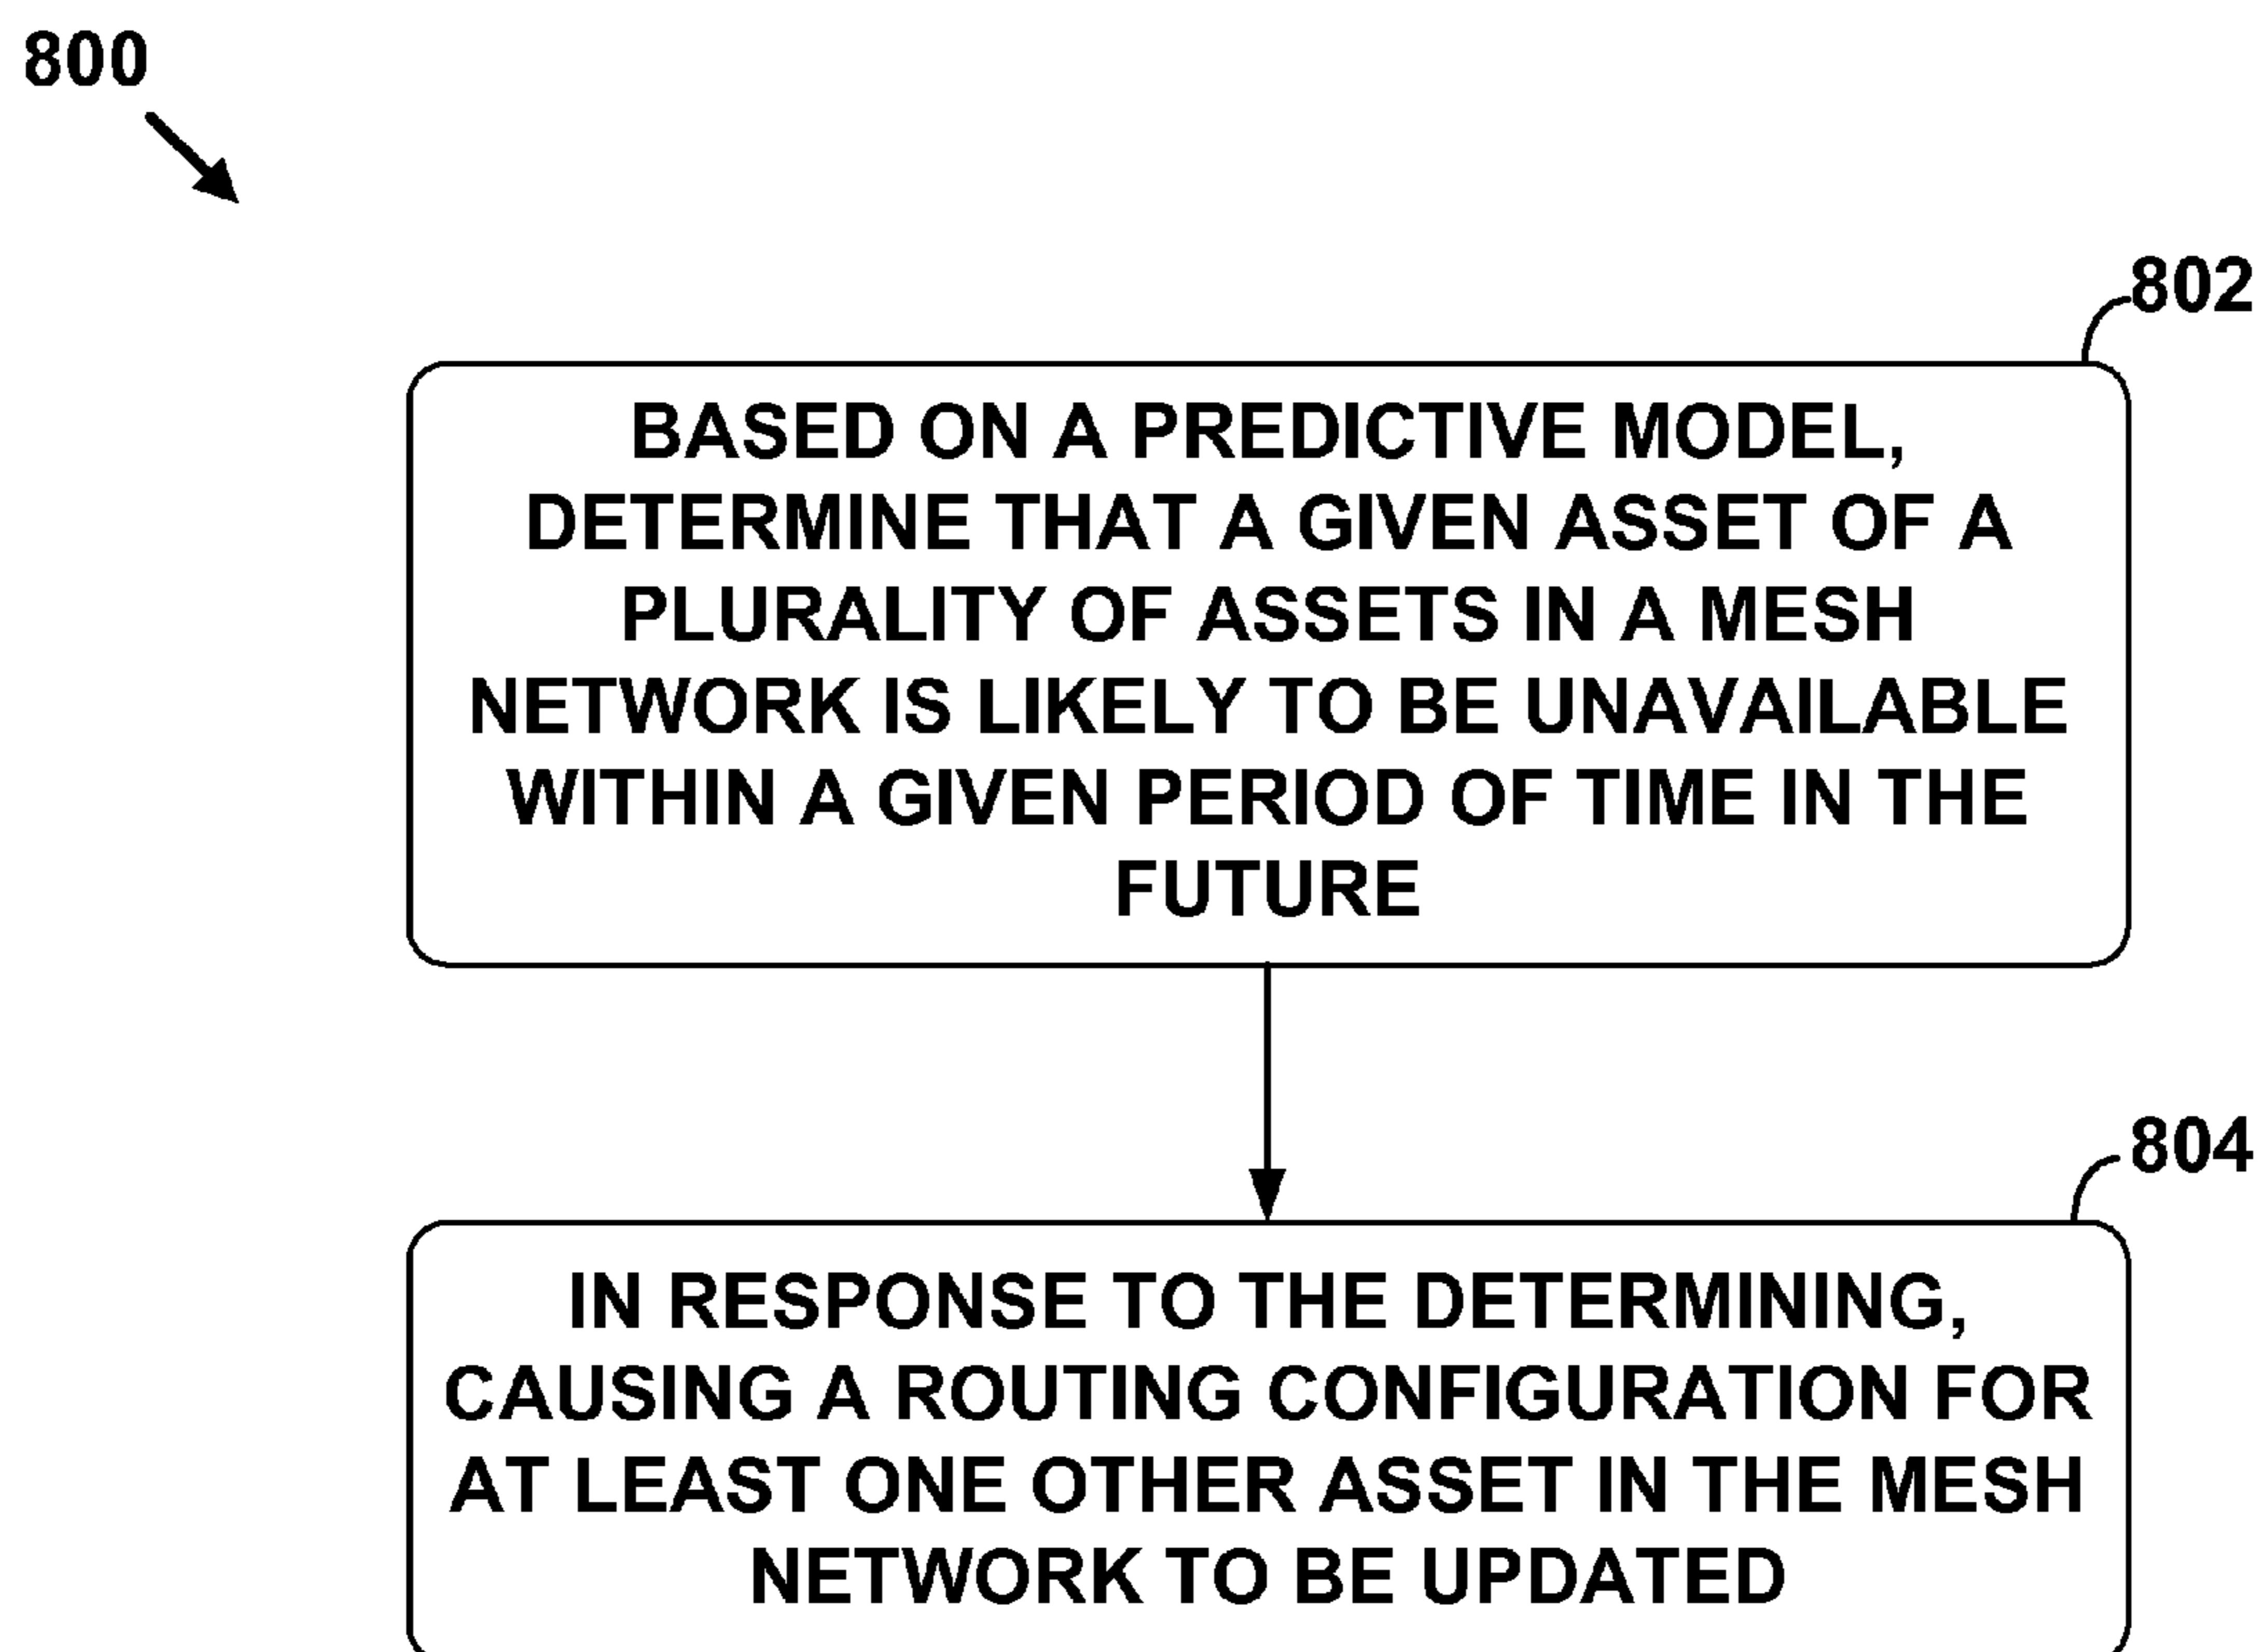 800
802
BASED ON A PREDICTIVE MODEL,
DETERMINE THAT A GIVEN ASSET OF A
PLURALITY OF ASSETS IN A MESH
NETWORK IS LIKELY TO BE UNAVAILABLE
WITHIN A GIVEN PERIOD OF TIME IN THE
FUTURE
804
IN RESPONSE TO THE DETERMINING,
CAUSING A ROUTING CONFIGURATION FOR
AT LEAST ONE OTHER ASSET IN THE MESH
NETWORK TO BE UPDATED